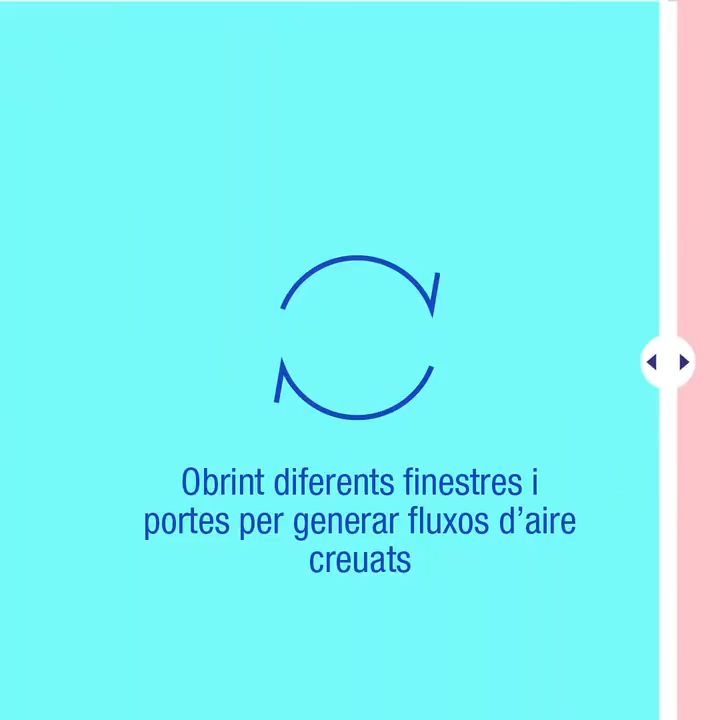 Obrint diferents finestres i
portes per generar fluxos d’aire
creuats